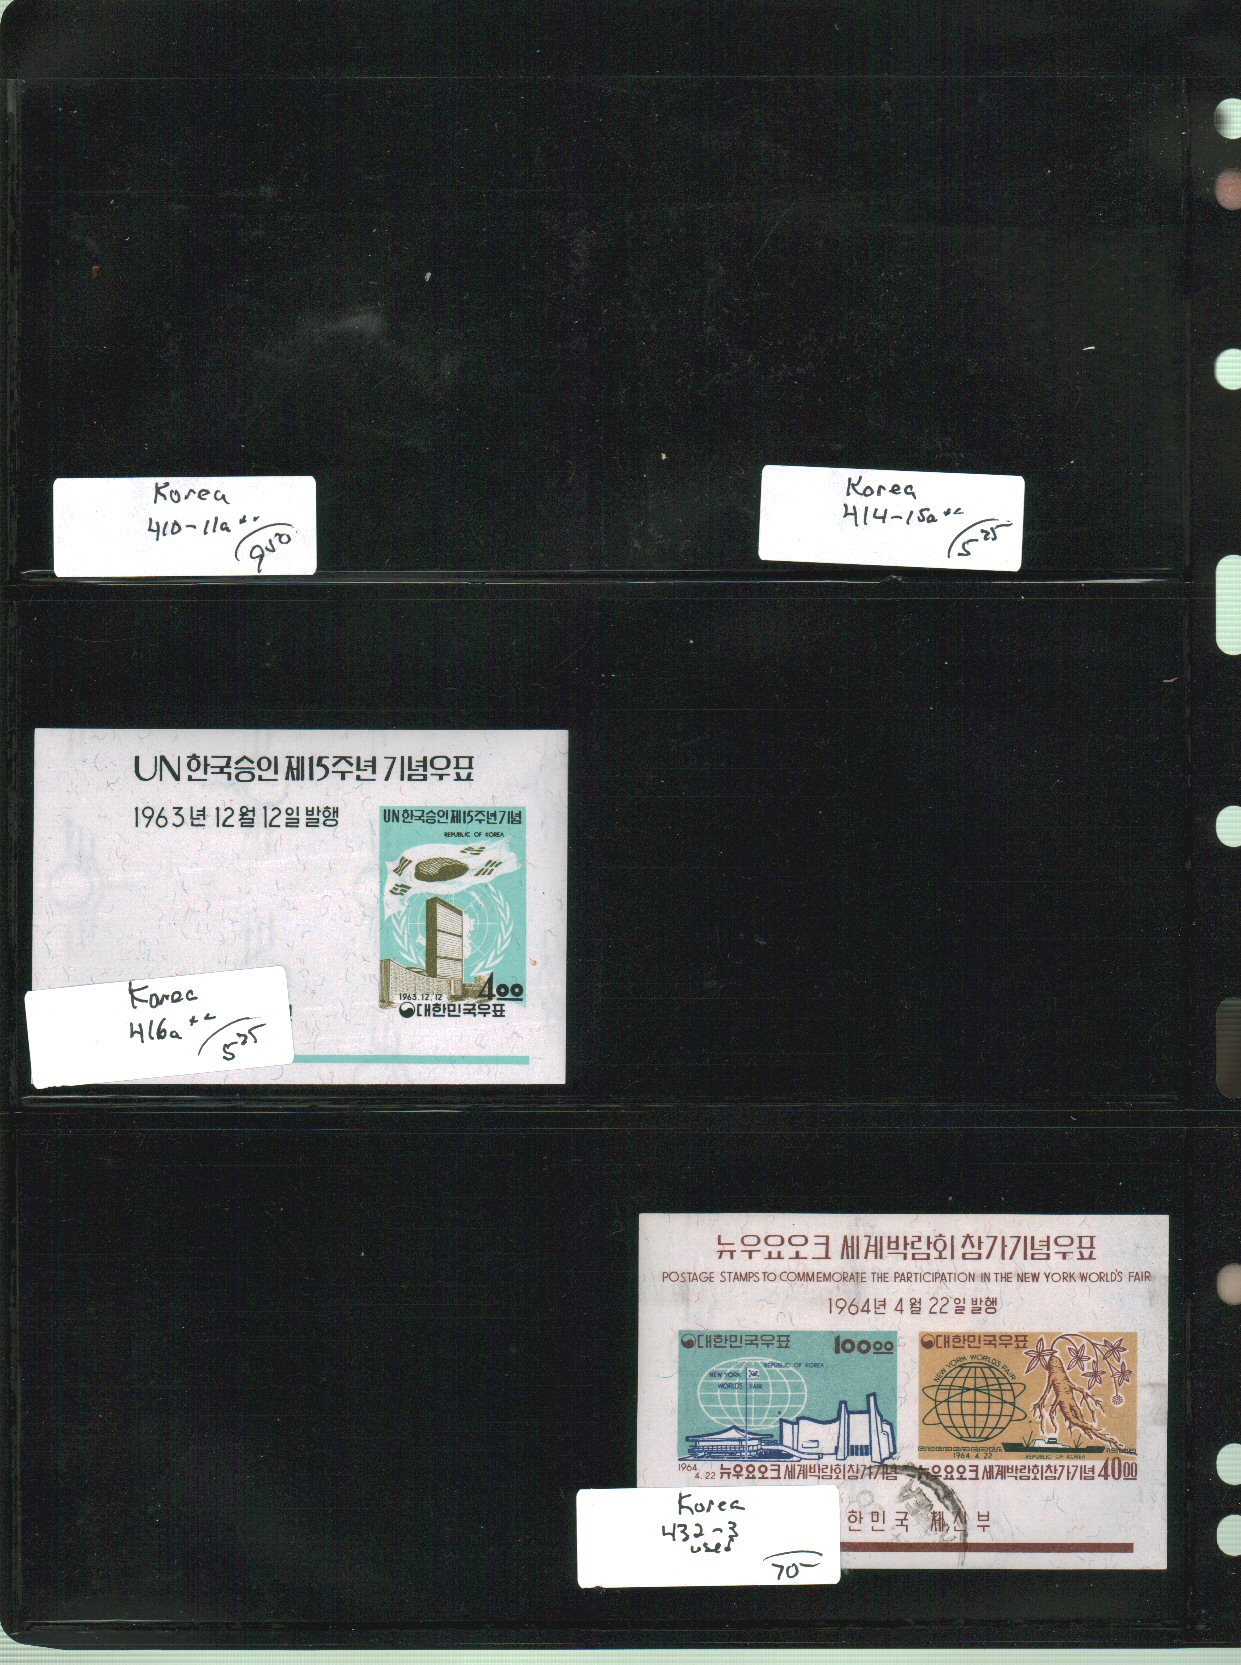 Korea
410-11a**
9 50
Korea
414-15a**
5 25
UN 한국승인 제15주년 기념우표
1963년 12월 12일 발행
UN 한국승인 제15주년기념
REPUBLIC OF KOREA
1963.12.12
4 00
대한민국우표
Korea
416a**
5 25
뉴우요오크 세계박람회 참가기념우표
POSTAGE STAMPS TO COMMEMORATE THE PARTICIPATION IN THE NEW YORK WORLD'S FAIR
1964년 4월 22일 발행
대한민국우표
100 00
REPUBLIC OF KOREA
NEW YORK
WORLD'S FAIR
1964.
4.22
뉴우요오크 세계박람회참가기념
대한민국우표
NEW YORK WORLD'S FAIR
1964 4.22
REPUBLIC OF KOREA
뉴우요오크 세계박람회참가기념 40 00
한민국 체신부
Korea
432-3
used
70-